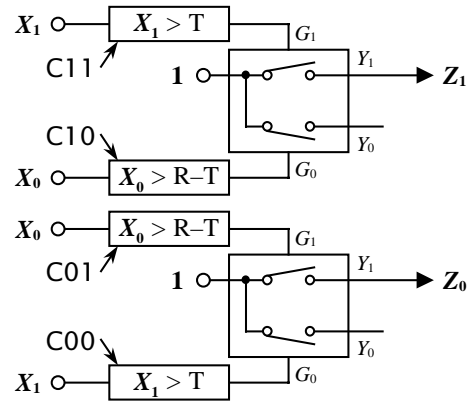 X1 X1 > T G1
C11 1 Y1 Z1
C10 Y0
X0 X0 > R–T G0
X0 X0 > R–T G1
C01 1 Y1 Z0
C00 Y0
X1 X1 > T G0